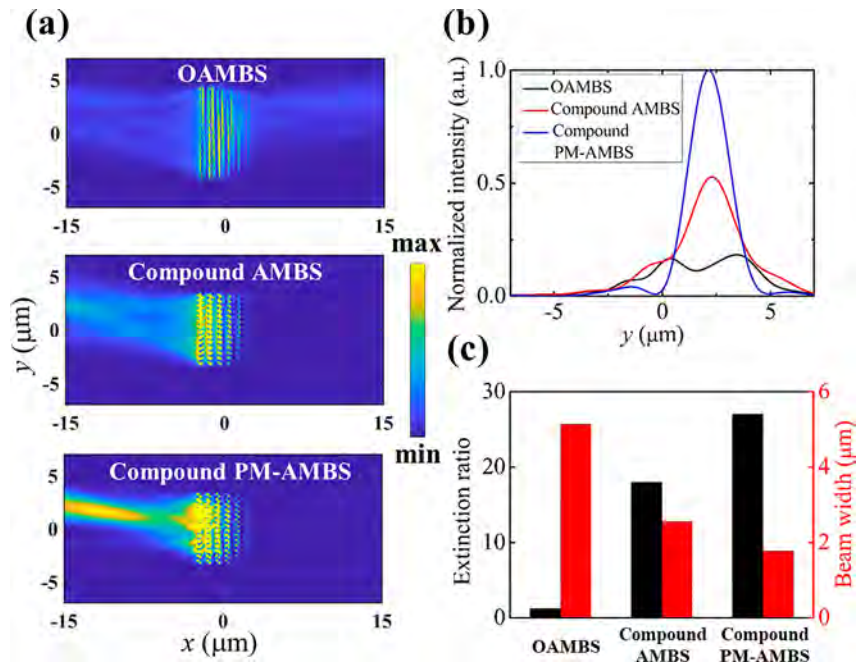 (a)
OAMBS
5
0
-5
-15
0
15
Compound AMBS
5
0
-5
-15
0
15
Compound PM-AMBS
5
0
-5
-15
0
15
y (μm)
x (μm)
max
min
(b)
1.0
0.5
0.0
Normalized intensity (a.u.)
OAMBS
Compound AMBS
Compound
PM-AMBS
-5
0
5
y (μm)
(c)
30
20
10
0
Extinction ratio
6
4
2
0
Beam width (μm)
OAMBS
Compound
AMBS
Compound
PM-AMBS